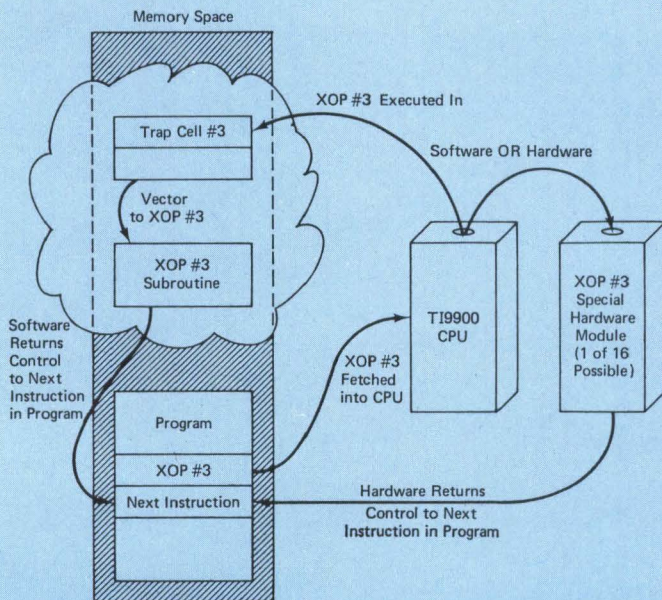 Memory Space
XOP #3 Executed In
Trap Cell #3
Software OR Hardware
Vector
to XOP #3
XOP #3
Subroutine
TI9900
CPU
XOP #3
Special
Hardware
Module
(1 of 16
Possible)
Software
Returns
Control
to Next
Instruction
in Program
XOP #3
Fetched
into CPU
Program
XOP #3
Next Instruction
Hardware Returns
Control to Next
Instruction in Program